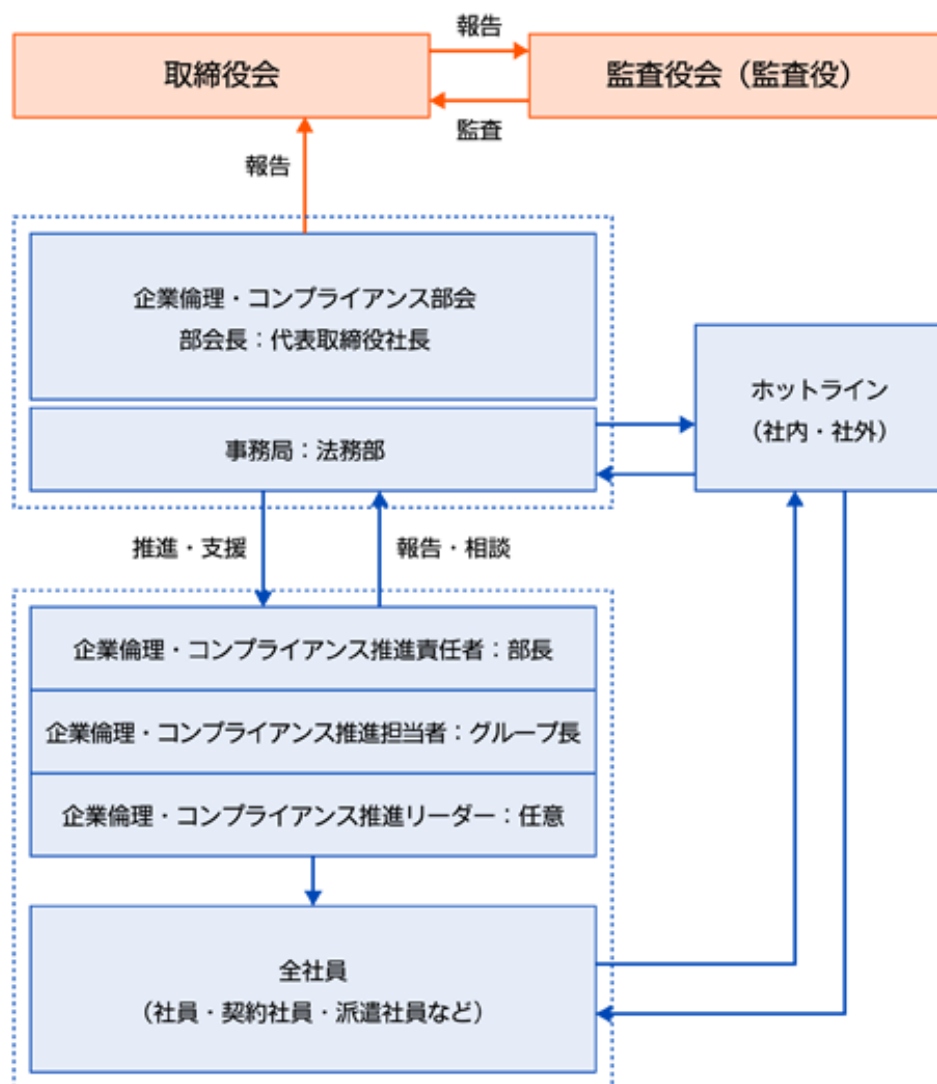 報告
取締役会
監査役会（監査役）
監査
報告
企業倫理・コンプライアンス部会
部会長：代表取締役社長
ホットライン
（社内・社外）
事務局：法務部
推進・支援
報告・相談
企業倫理・コンプライアンス推進責任者：部長
企業倫理・コンプライアンス推進担当者：グループ長
企業倫理・コンプライアンス推進リーダー：任意
全社員
（社員・契約社員・派遣社員など）